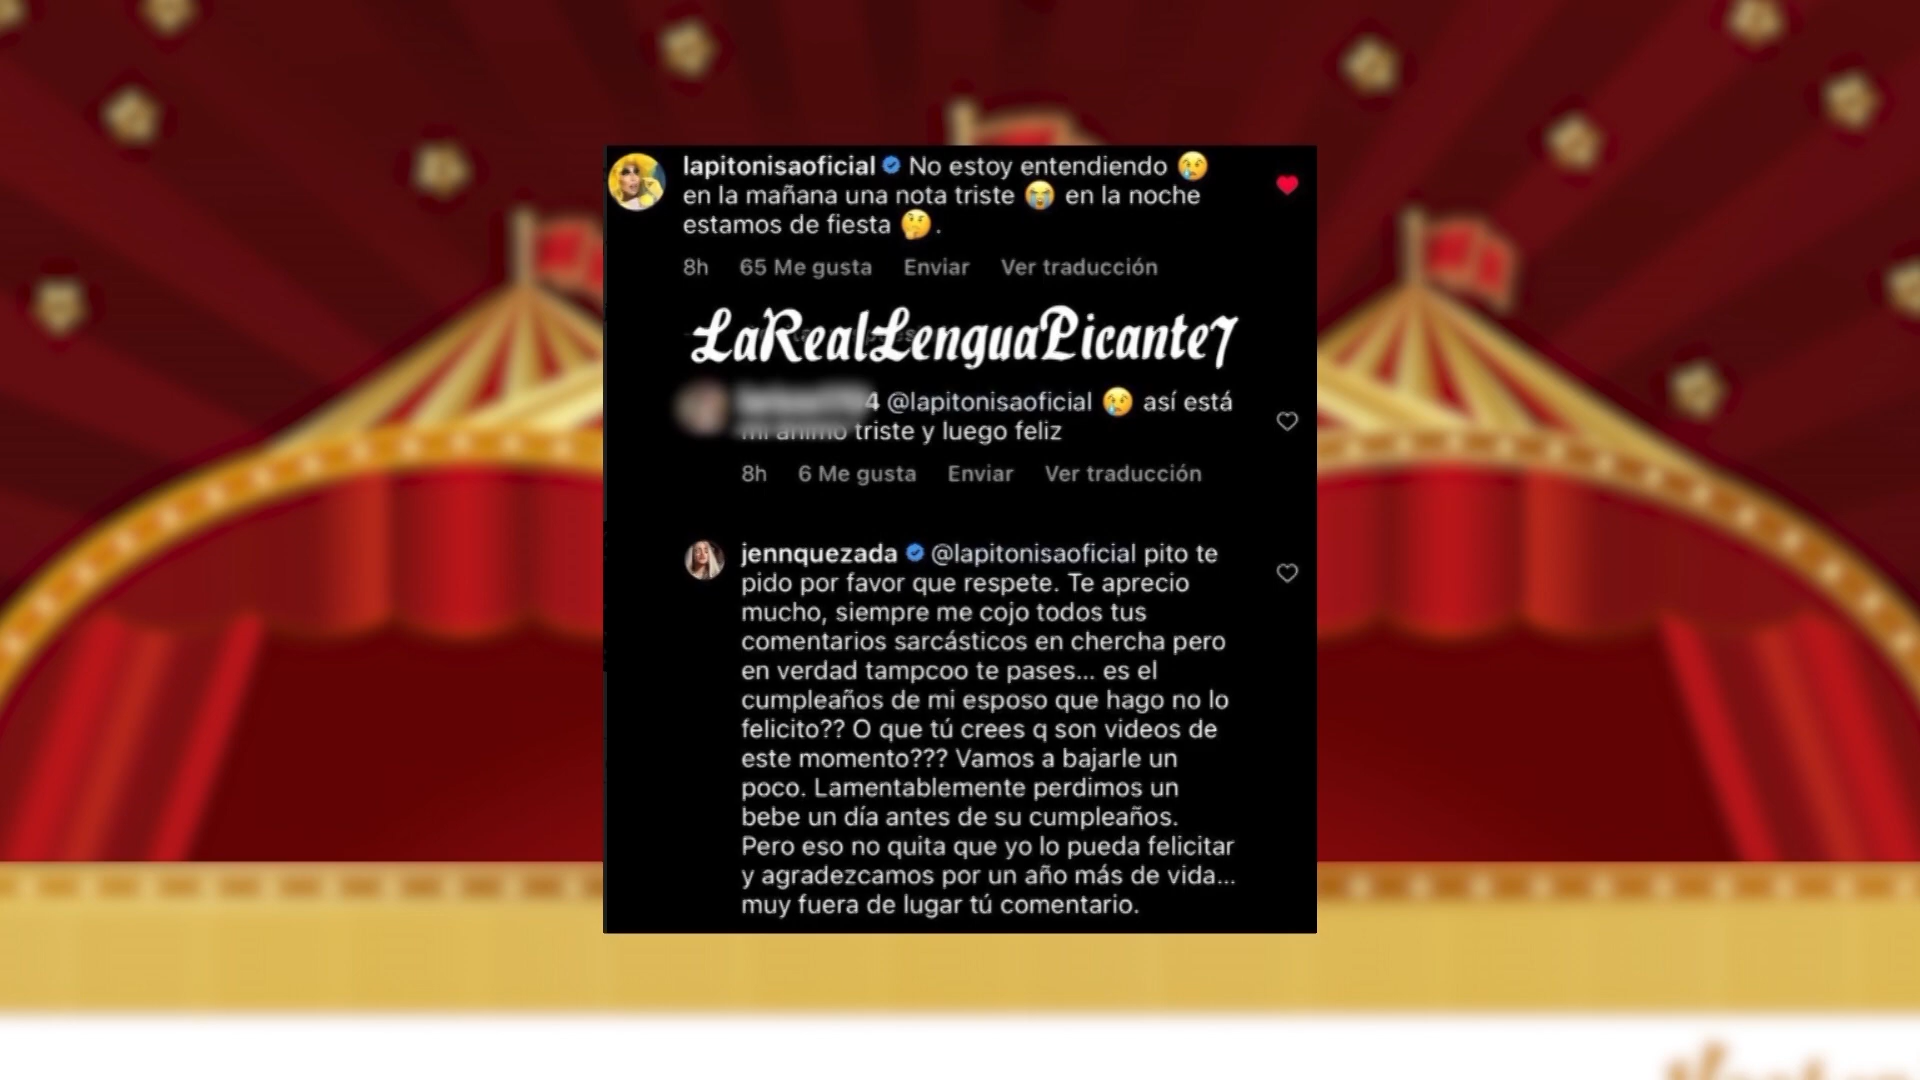 lapitonisaoficial No estoy entendiendo 😢
en la mañana una nota triste 😭 en la noche
estamos de fiesta 🤔.
8h 65 Me gusta Enviar Ver traducción
LaRealLenguaPicante7
4 @lapitonisaoficial 😢 así está
mi animo triste y luego feliz
8h 6 Me gusta Enviar Ver traducción
jennquezada @lapitonisaoficial pito te
pido por favor que respete. Te aprecio
mucho, siempre me cojo todos tus
comentarios sarcásticos en chercha pero
en verdad tampcoo te pases... es el
cumpleaños de mi esposo que hago no lo
felicito?? O que tú crees q son videos de
este momento??? Vamos a bajarle un
poco. Lamentablemente perdimos un
bebe un día antes de su cumpleaños.
Pero eso no quita que yo lo pueda felicitar
y agradezcamos por un año más de vida...
muy fuera de lugar tú comentario.